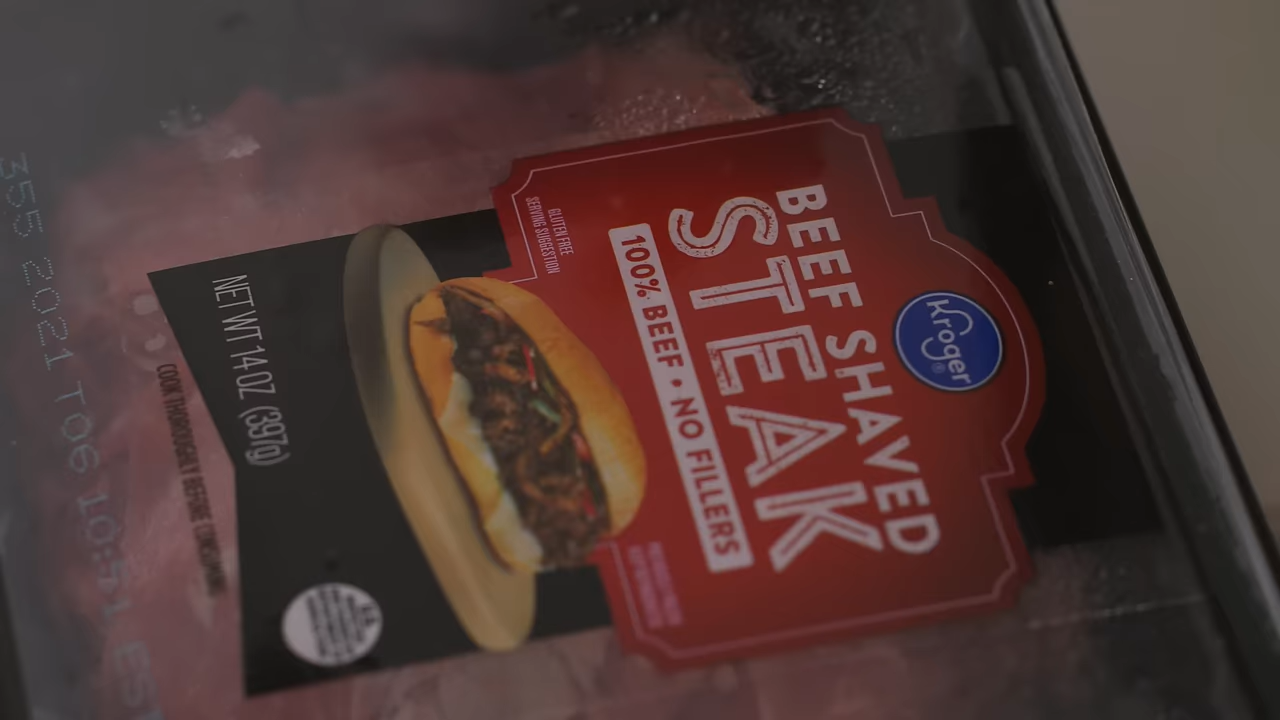 Kroger®
BEEF SHAVED
STEAK
100% BEEF • NO FILLERS
GLUTEN FREE
SERVING SUGGESTION
NET WT 14 OZ (397g)
COOK THOROUGHLY BEFORE CONSUMING
355 2021 T06 10:51 EST